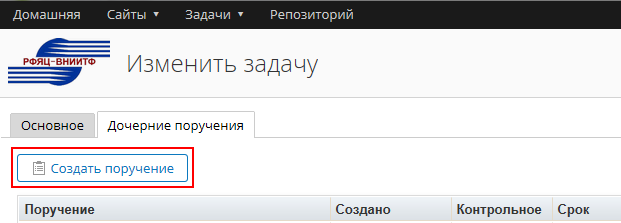 Домашняя Сайты Задачи Репозиторий
РФЯЦ-ВНИИТФ
Изменить задачу
Основное Дочерние поручения
Создать поручение
Поручение Создано Контрольное Срок